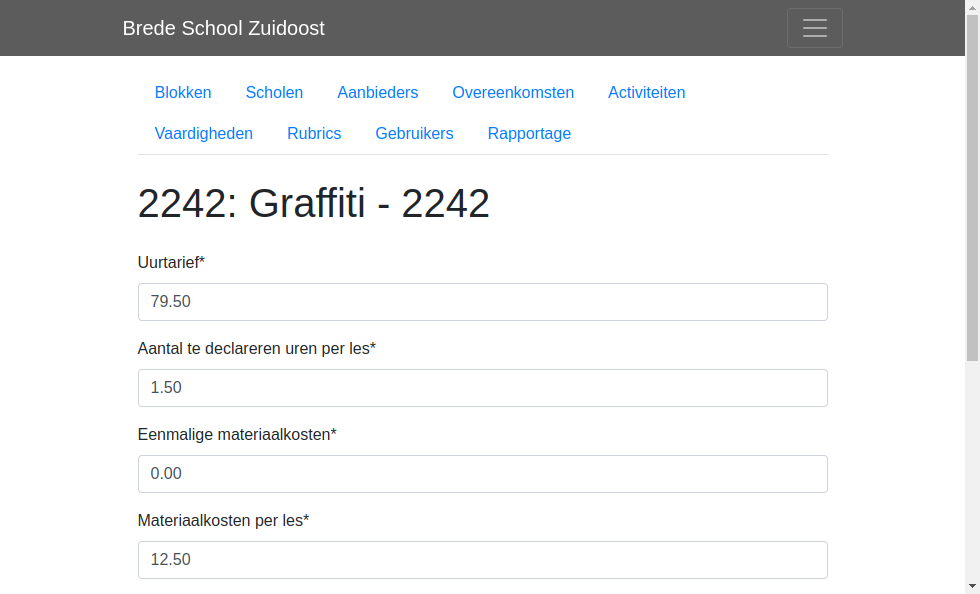 Brede School Zuidoost
Blokken Scholen Aanbieders Overeenkomsten Activiteiten
Vaardigheden Rubrics Gebruikers Rapportage
2242: Graffiti - 2242
Uurtarief*
79.50
Aantal te declareren uren per les*
1.50
Eenmalige materiaalkosten*
0.00
Materiaalkosten per les*
12.50